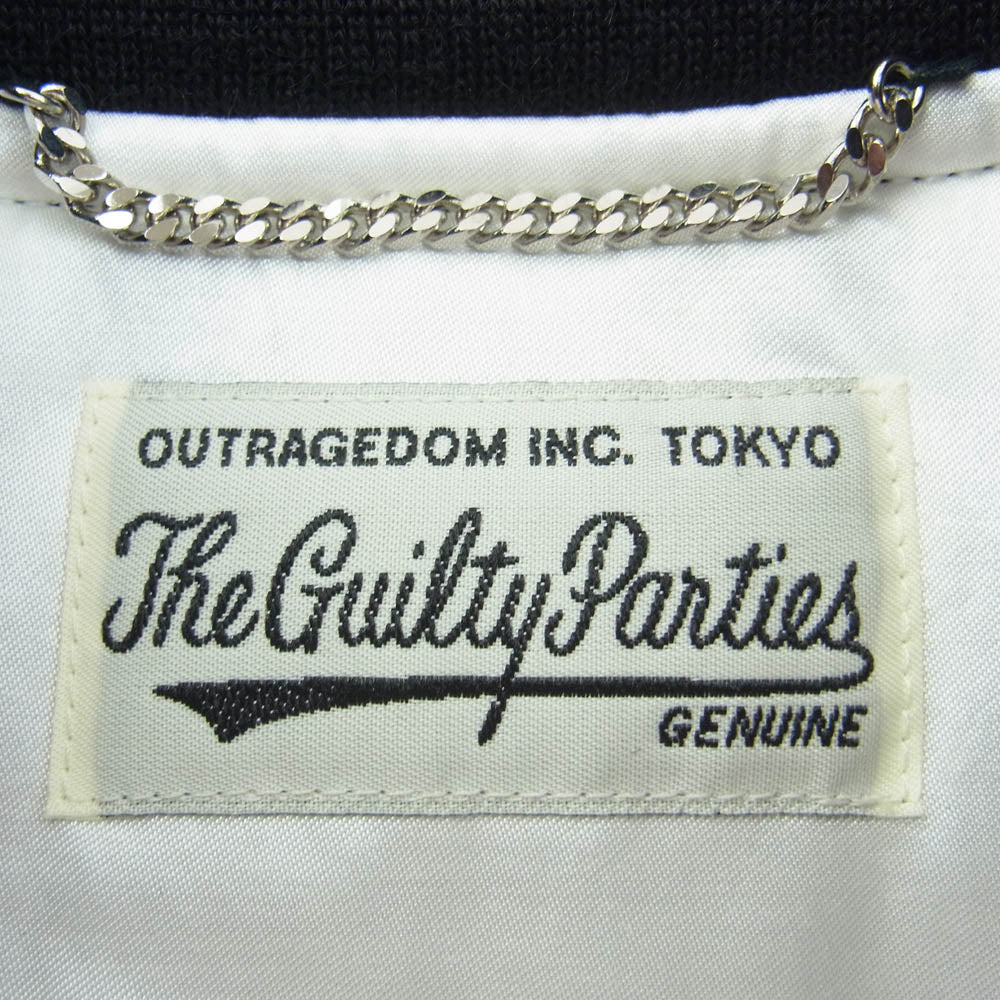 OUTRAGEDOM INC. TOKYO
The Guilty Parties
GENUINE